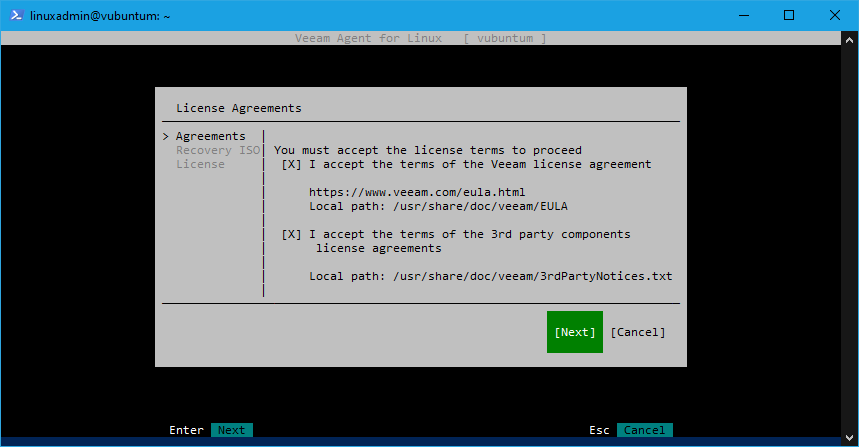 linuxadmin@vubuntum: ~
Veeam Agent for Linux [ vubuntum ]
License Agreements
> Agreements
Recovery ISO
License
You must accept the license terms to proceed
[X] I accept the terms of the Veeam license agreement
https://www.veeam.com/eula.html
Local path: /usr/share/doc/veeam/EULA
[X] I accept the terms of the 3rd party components
license agreements
Local path: /usr/share/doc/veeam/3rdPartyNotices.txt
[Next] [Cancel]
Enter Next Esc Cancel